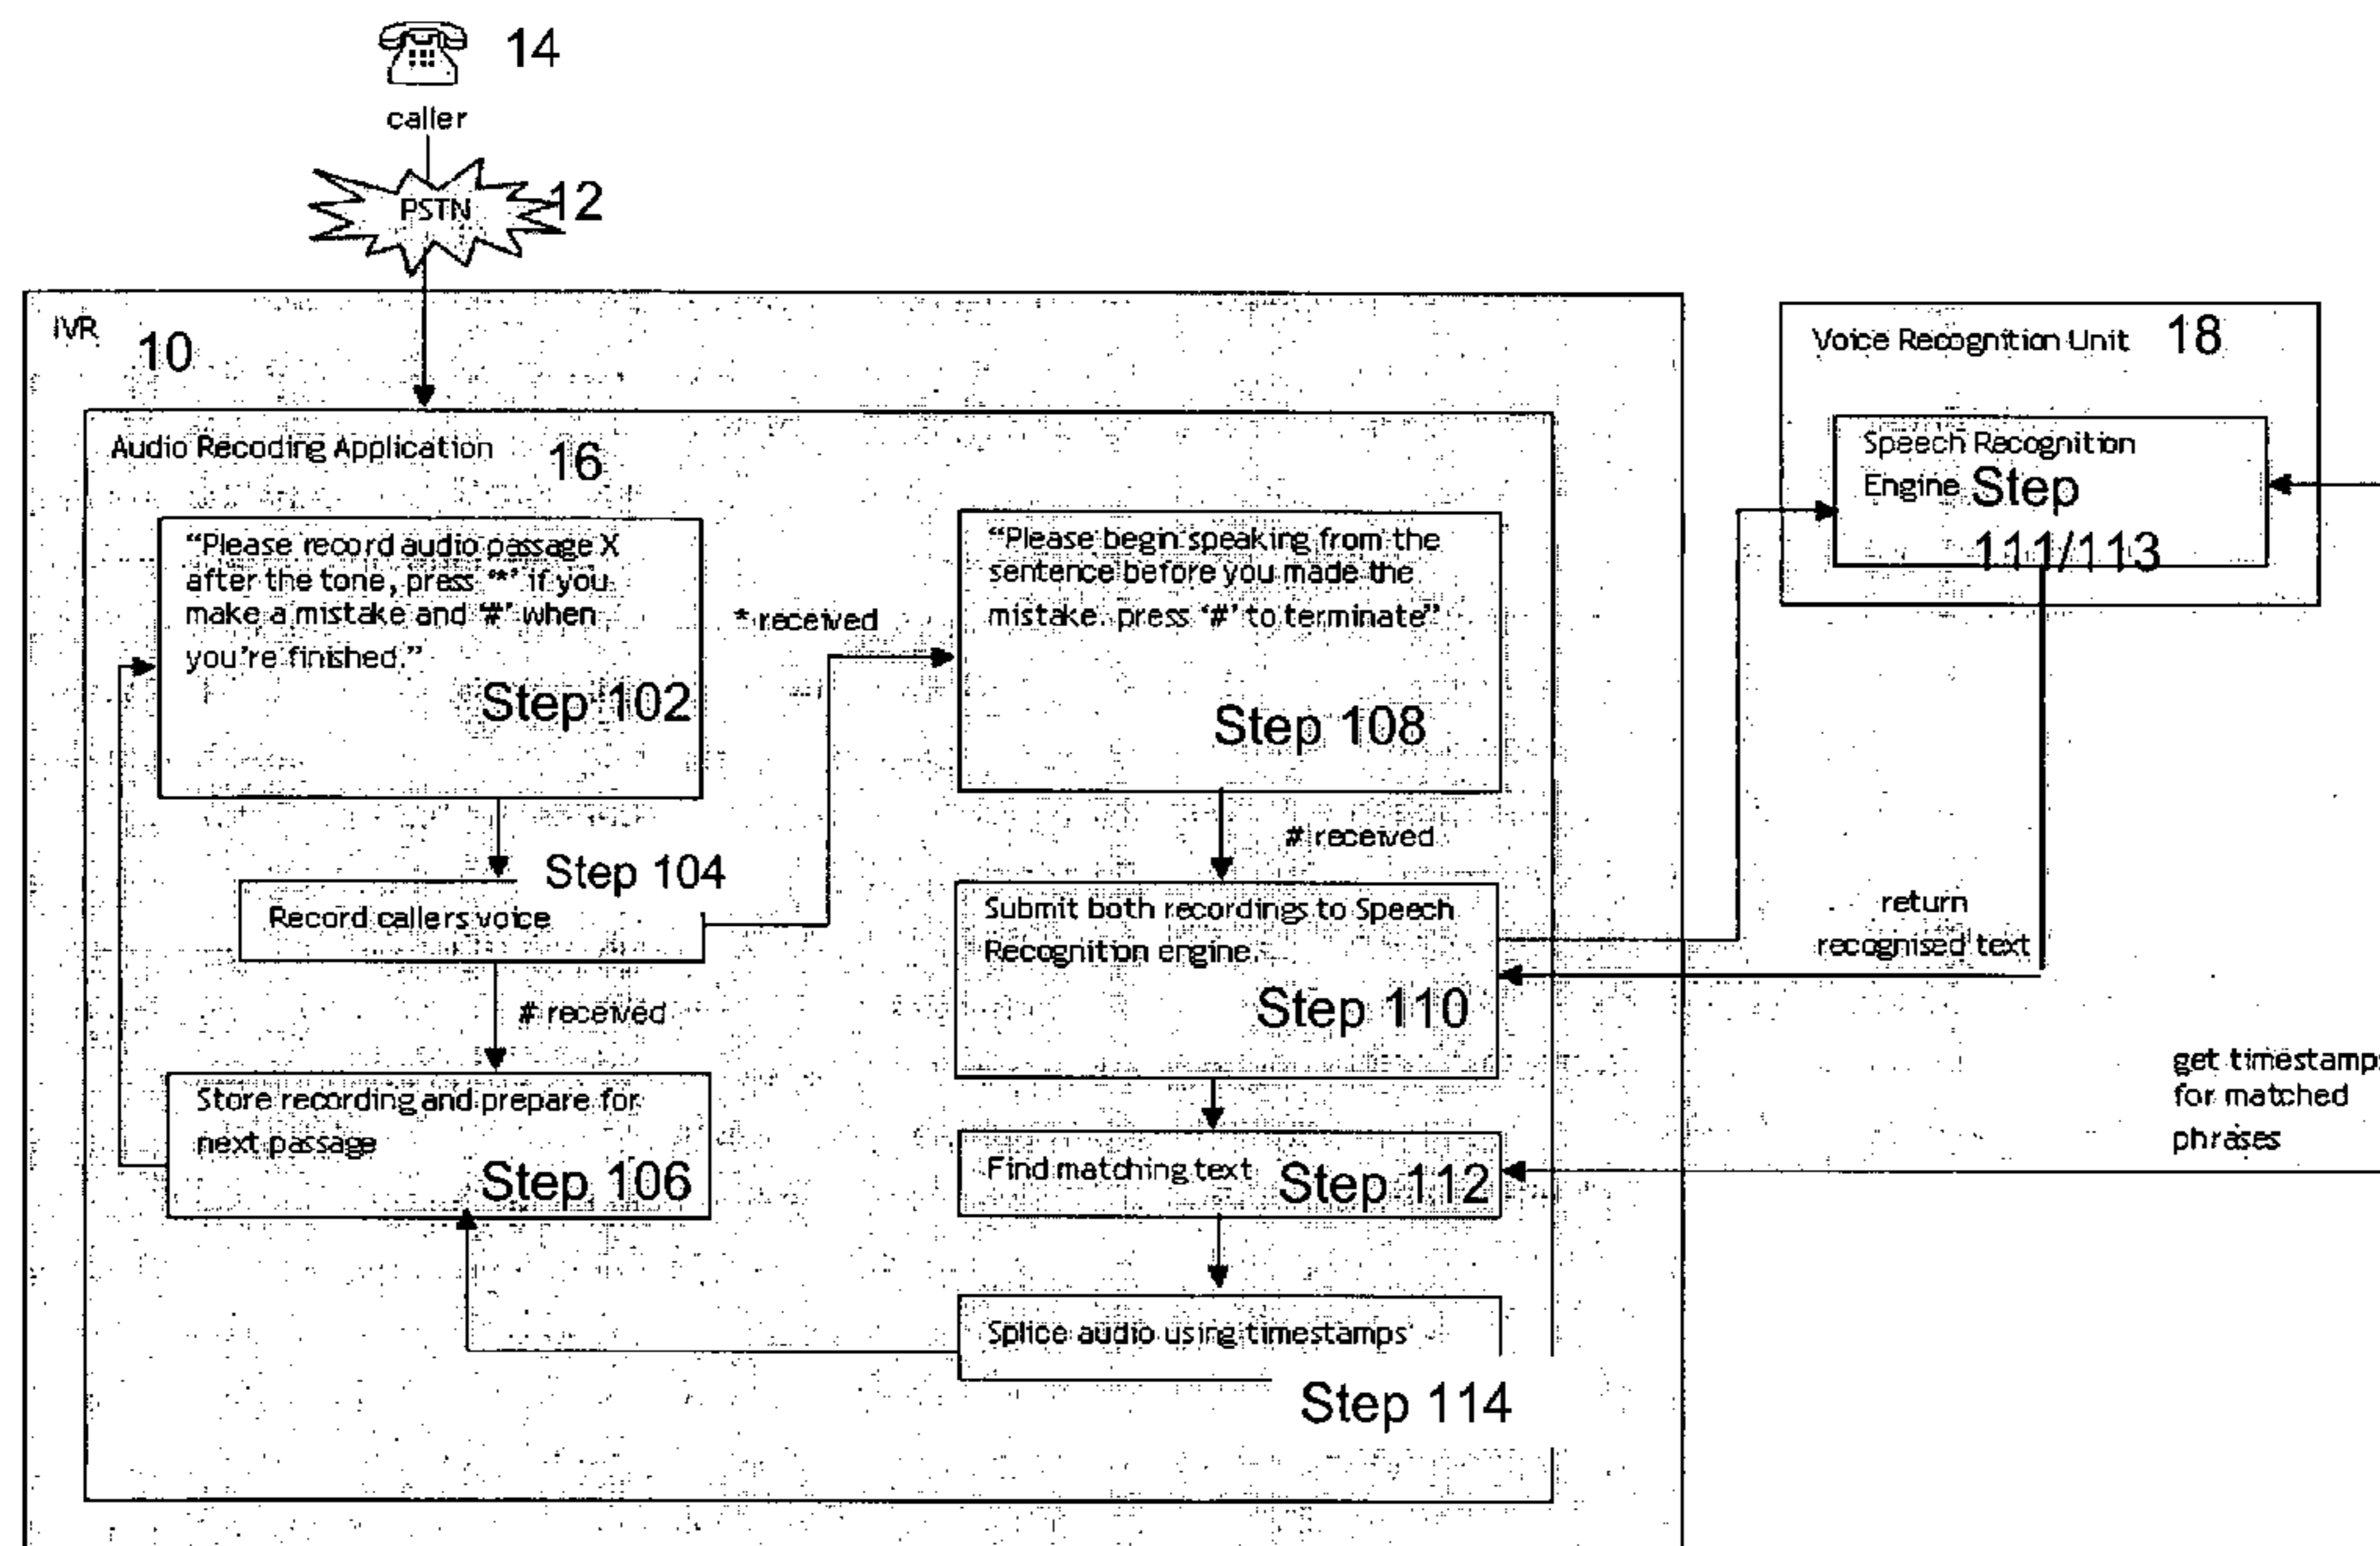 14
caller
PSTN
12
IVR
10
Audio Recoding Application
16
“Please record audio passage X
after the tone, press ‘*’ if you
make a mistake and ‘#’ when
you’re finished.”
Step 102
* received
Step 104
Record callers voice
# received
Store recording and prepare for
next passage
Step 106
“Please begin speaking from the
sentence before you made the
mistake. press ‘#’ to terminate”
Step 108
# received
Submit both recordings to Speech
Recognition engine.
Step 110
Find matching text
Step 112
Splice audio using timestamps
Step 114
Voice Recognition Unit
18
Speech Recognition
Engine Step
111/113
return
recognised text
get timestamps
for matched
phrases